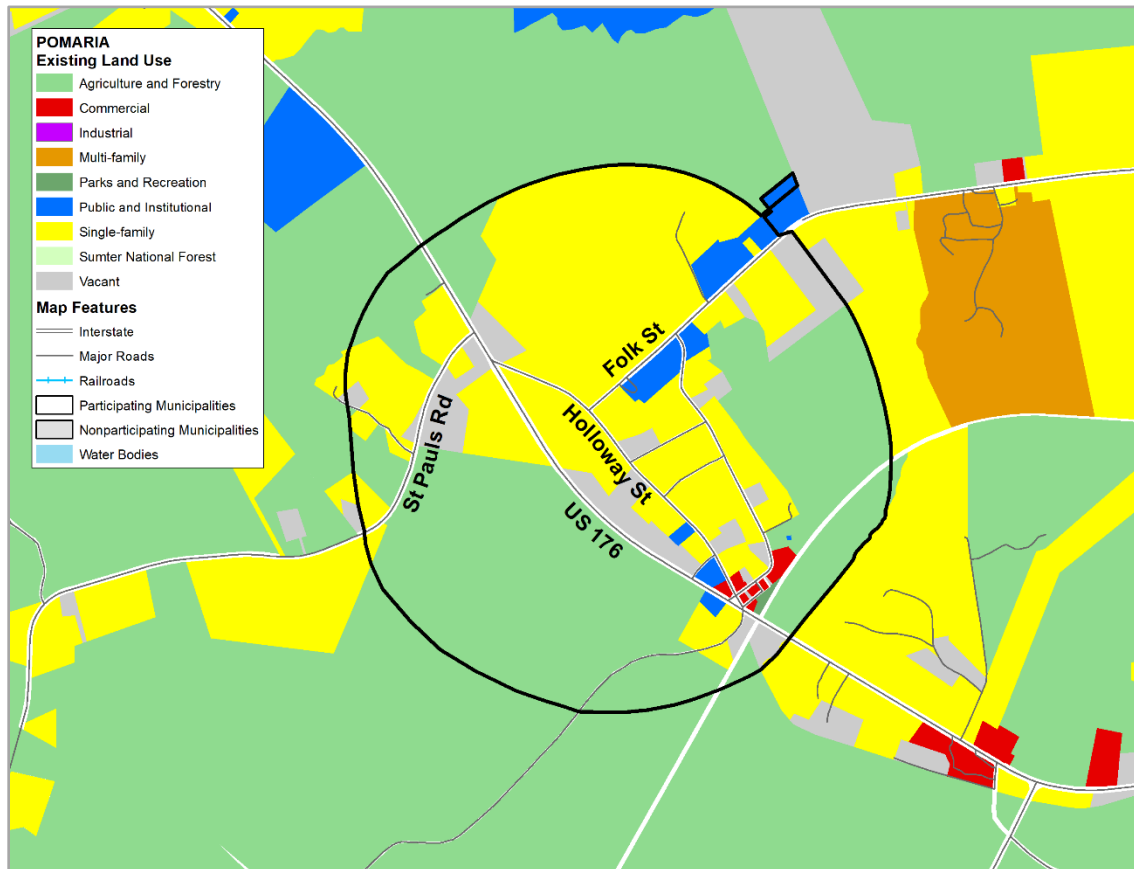 POMARIA
Existing Land Use
Agriculture and Forestry
Commercial
Industrial
Multi-family
Parks and Recreation
Public and Institutional
Single-family
Sumter National Forest
Vacant
Map Features
Interstate
Major Roads
Railroads
Participating Municipalities
Nonparticipating Municipalities
Water Bodies
Folk St
Holloway St
St Pauls Rd
US 176